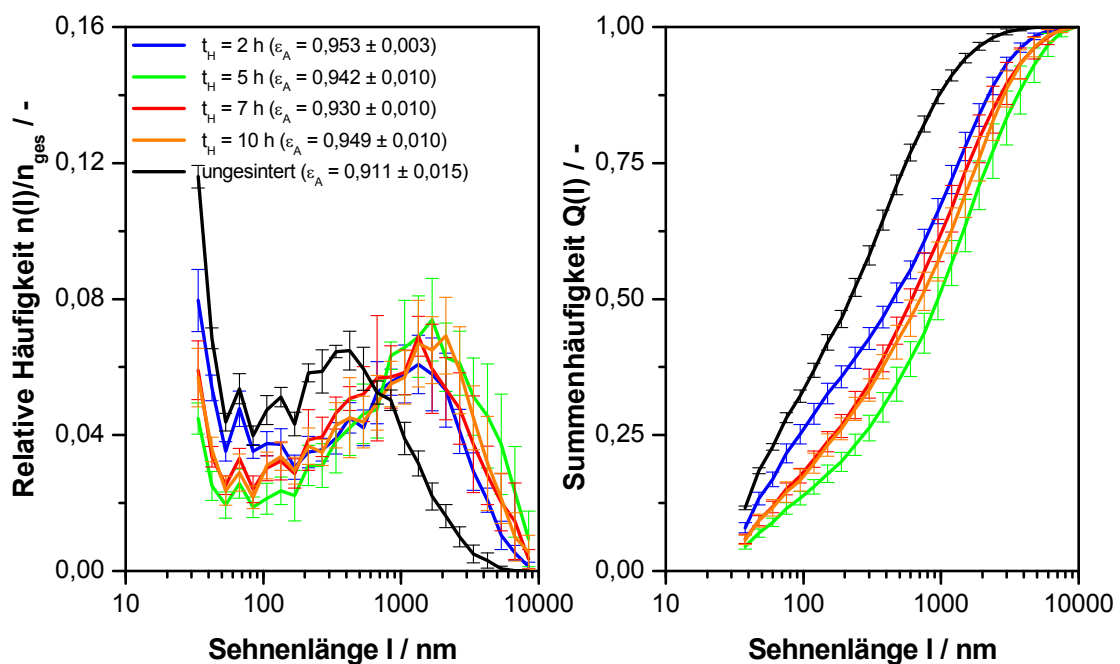 Relative Häufigkeit n(l)/n_ges / -
0,16
0,12
0,08
0,04
0,00
t_H = 2 h (ε_A = 0,953 ± 0,003)
t_H = 5 h (ε_A = 0,942 ± 0,010)
t_H = 7 h (ε_A = 0,930 ± 0,010)
t_H = 10 h (ε_A = 0,949 ± 0,010)
ungesintert (ε_A = 0,911 ± 0,015)
10 100 1000 10000
Sehnenlänge l / nm
Summenhäufigkeit Q(l) / -
1,00
0,75
0,50
0,25
0,00
10 100 1000 10000
Sehnenlänge l / nm